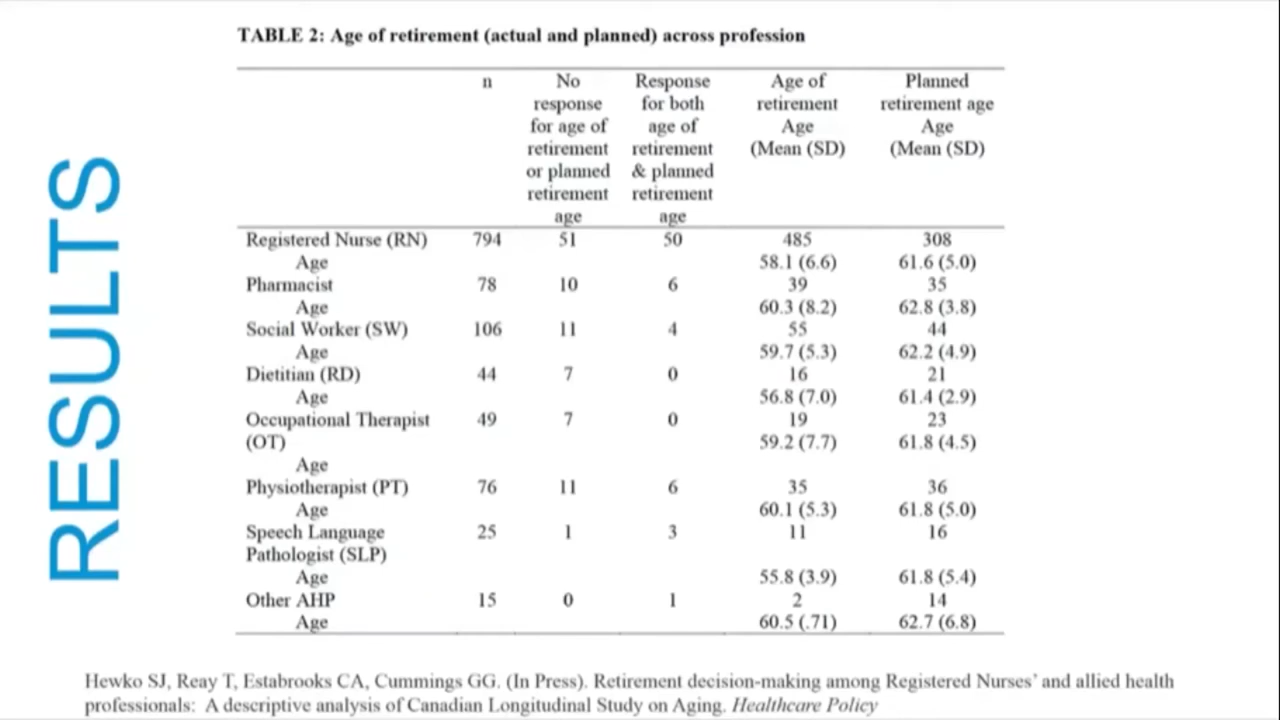 RESULTS
TABLE 2: Age of retirement (actual and planned) across profession
n No Response Age of Planned
response for both retirement retirement age
for age of age of Age Age
retirement retirement (Mean (SD) (Mean (SD)
or planned & planned
retirement retirement
age age
Registered Nurse (RN) 794 51 50 485 308
Age 58.1 (6.6) 61.6 (5.0)
Pharmacist 78 10 6 39 35
Age 60.3 (8.2) 62.8 (3.8)
Social Worker (SW) 106 11 4 55 44
Age 59.7 (5.3) 62.2 (4.9)
Dietitian (RD) 44 7 0 16 21
Age 56.8 (7.0) 61.4 (2.9)
Occupational Therapist 49 7 0 19 23
(OT) 59.2 (7.7) 61.8 (4.5)
Age
Physiotherapist (PT) 76 11 6 35 36
Age 60.1 (5.3) 61.8 (5.0)
Speech Language 25 1 3 11 16
Pathologist (SLP)
Age 55.8 (3.9) 61.8 (5.4)
Other AHP 15 0 1 2 14
Age 60.5 (.71) 62.7 (6.8)
Hewko SJ, Reay T, Estabrooks CA, Cummings GG. (In Press). Retirement decision-making among Registered Nurses' and allied health
professionals: A descriptive analysis of Canadian Longitudinal Study on Aging. Healthcare Policy